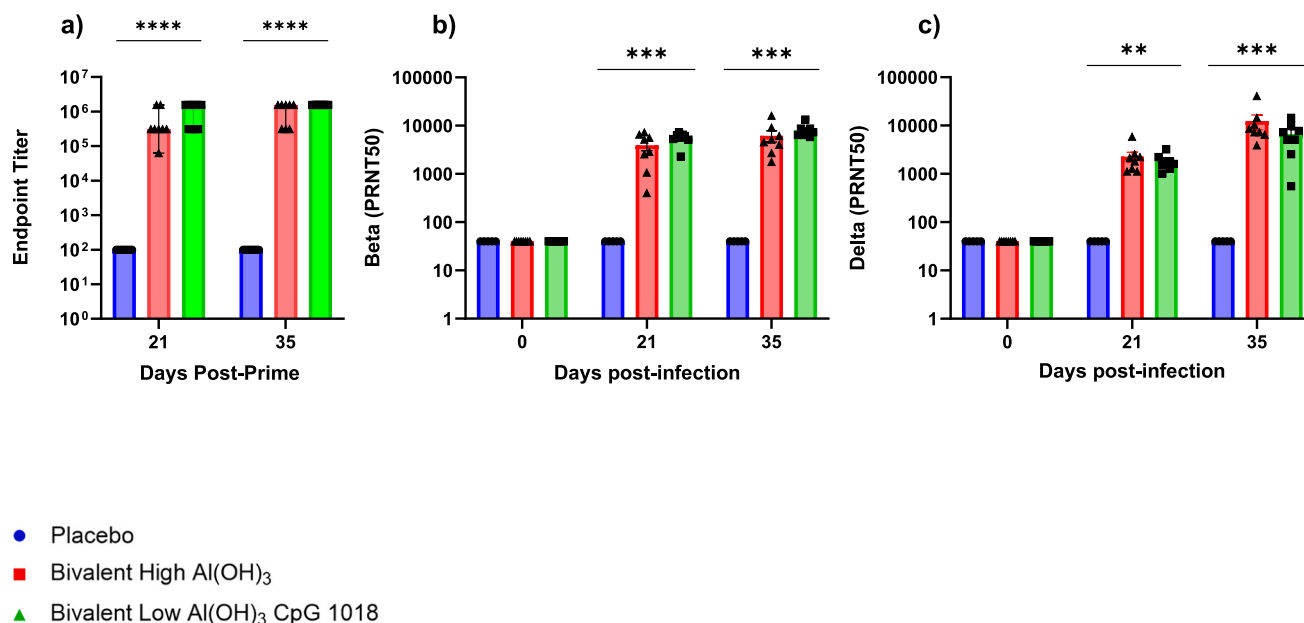 a)
**** ****
Endpoint Titer
10⁷
10⁶
10⁵
10⁴
10³
10²
10¹
10⁰
21 35
Days Post-Prime
b)
*** ***
Beta (PRNT50)
100000
10000
1000
100
10
1
0 21 35
Days post-infection
c)
** ***
Delta (PRNT50)
100000
10000
1000
100
10
1
0 21 35
Days post-infection
Placebo
Bivalent High Al(OH)₃
Bivalent Low Al(OH)₃ CpG 1018